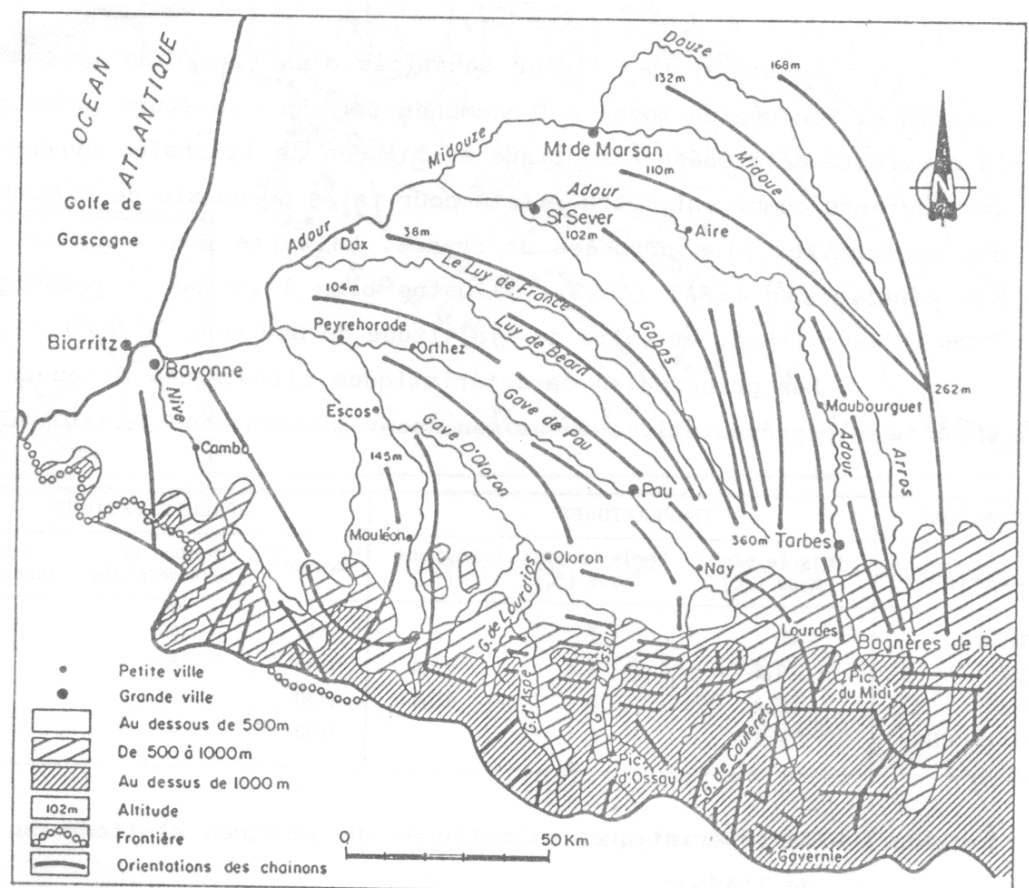 OCEAN
ATLANTIQUE
Golfe de
Gascogne
Douze
168m
132m
Midouze
Mt de Marsan
Midoue
110m
N
Adour
St Sever
102m
Aire
Adour
Dax
38m
Le Luy de France
104m
Luy de Béarn
Gabas
Peyrehorade
Orthez
Biarritz
Bayonne
262m
Nive
Escos
Gave de Pau
Maubourguet
Cambo
Gave D'Oloron
145m
Adour
Arros
Pau
Mauléon
360m
Tarbes
Oloron
Nay
G. de Lourdios
Lourdes
Bagnères de B.
G. d'Aspe
G. Ossau
Pic
du Midi
Pic
d'Ossau
G. de Cauterets
Gavernie
Petite ville
Grande ville
Au dessous de 500m
De 500 à 1000m
Au dessus de 1000 m
102m
Altitude
Frontière
Orientations des chainons
0
50 Km